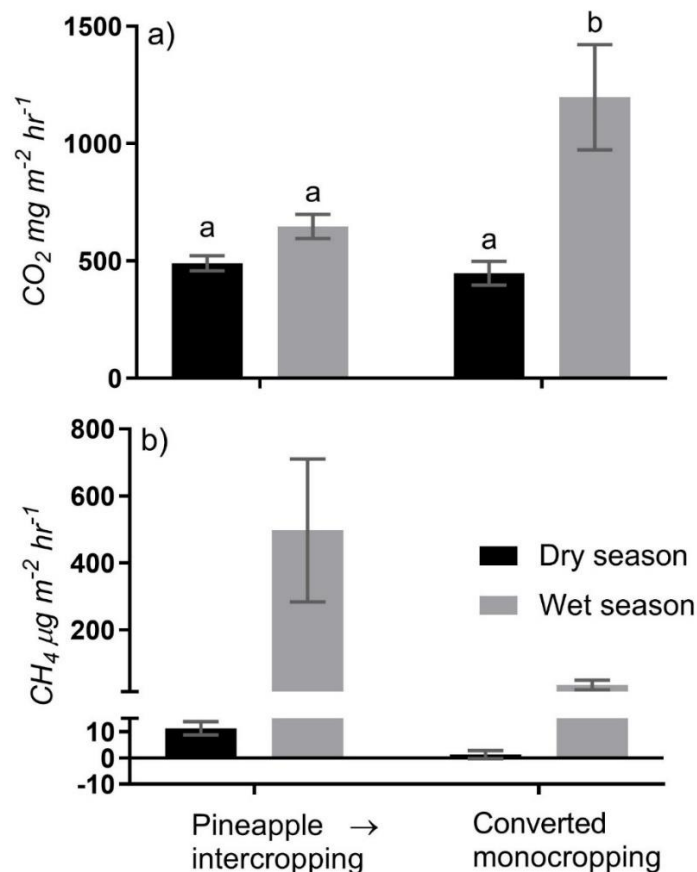 a)
CO₂ mg m⁻² hr⁻¹
1500
1000
500
0
a
a
a
b
b)
CH₄ µg m⁻² hr⁻¹
800
600
400
200
10
0
-10
Dry season
Wet season
Pineapple →
intercropping
Converted
monocropping